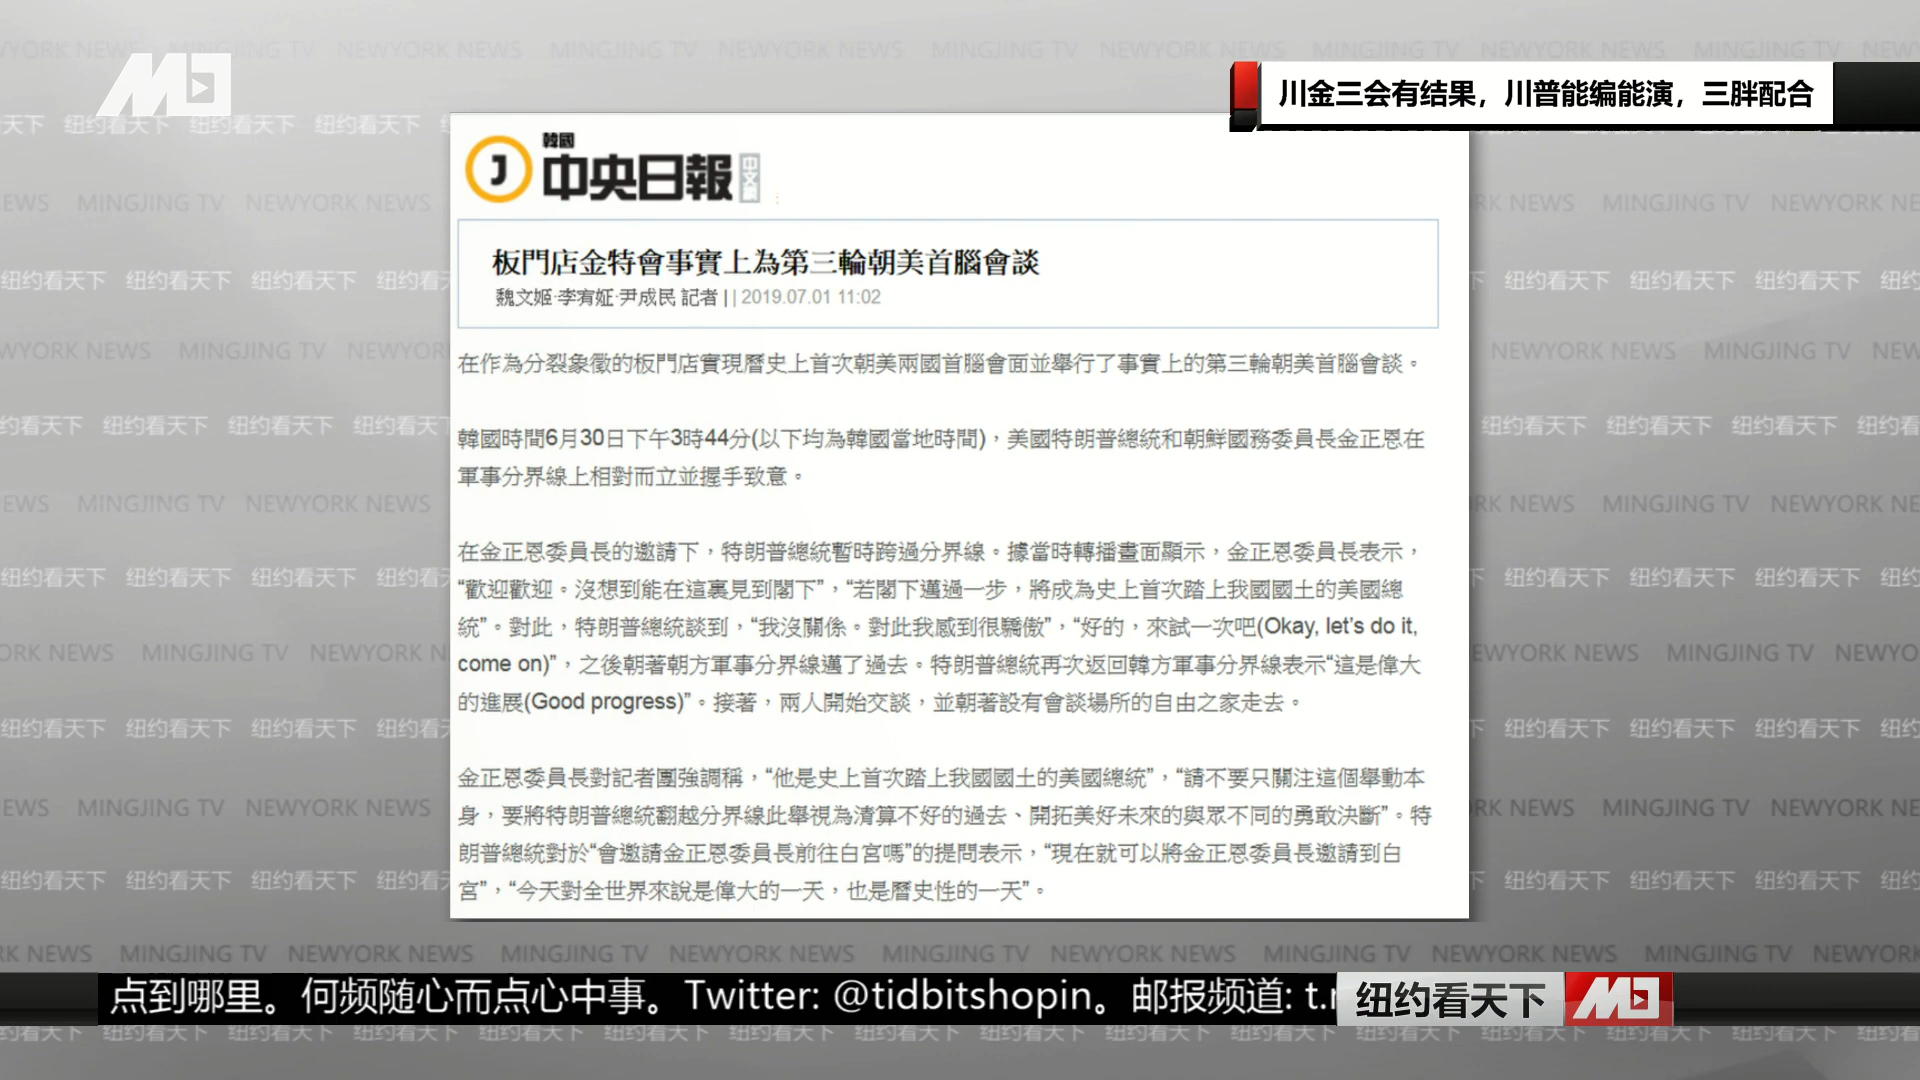 川金三会有结果，川普能编能演，三胖配合
韓國
中央日報 中文網
板門店金特會事實上為第三輪朝美首腦會談
魏文姬·李宥姃·尹成民 記者 | | 2019.07.01 11:02
在作為分裂象徵的板門店實現曆史上首次朝美兩國首腦會面並舉行了事實上的第三輪朝美首腦會談。
韓國時間6月30日下午3時44分(以下均為韓國當地時間)，美國特朗普總統和朝鮮國務委員長金正恩在
軍事分界線上相對而立並握手致意。
在金正恩委員長的邀請下，特朗普總統暫時跨過分界線。據當時轉播畫面顯示，金正恩委員長表示，
“歡迎歡迎。沒想到能在這裏見到閣下”，“若閣下邁過一步，將成為史上首次踏上我國國土的美國總
統”。對此，特朗普總統談到，“我沒關係。對此我感到很驕傲”，“好的，來試一次吧(Okay, let’s do it,
come on)”，之後朝著朝方軍事分界線邁了過去。特朗普總統再次返回韓方軍事分界線表示“這是偉大
的進展(Good progress)”。接著，兩人開始交談，並朝著設有會談場所的自由之家走去。
金正恩委員長對記者團強調稱，“他是史上首次踏上我國國土的美國總統”，“請不要只關注這個舉動本
身，要將特朗普總統翻越分界線此舉視為清算不好的過去、開拓美好未來的與眾不同的勇敢決斷”。特
朗普總統對於“會邀請金正恩委員長前往白宮嗎”的提問表示，“現在就可以將金正恩委員長邀請到白
宮”，“今天對全世界來說是偉大的一天，也是曆史性的一天”。
点到哪里。何频随心而点心中事。Twitter: @tidbitshopin。邮报频道: t.
纽约看天下